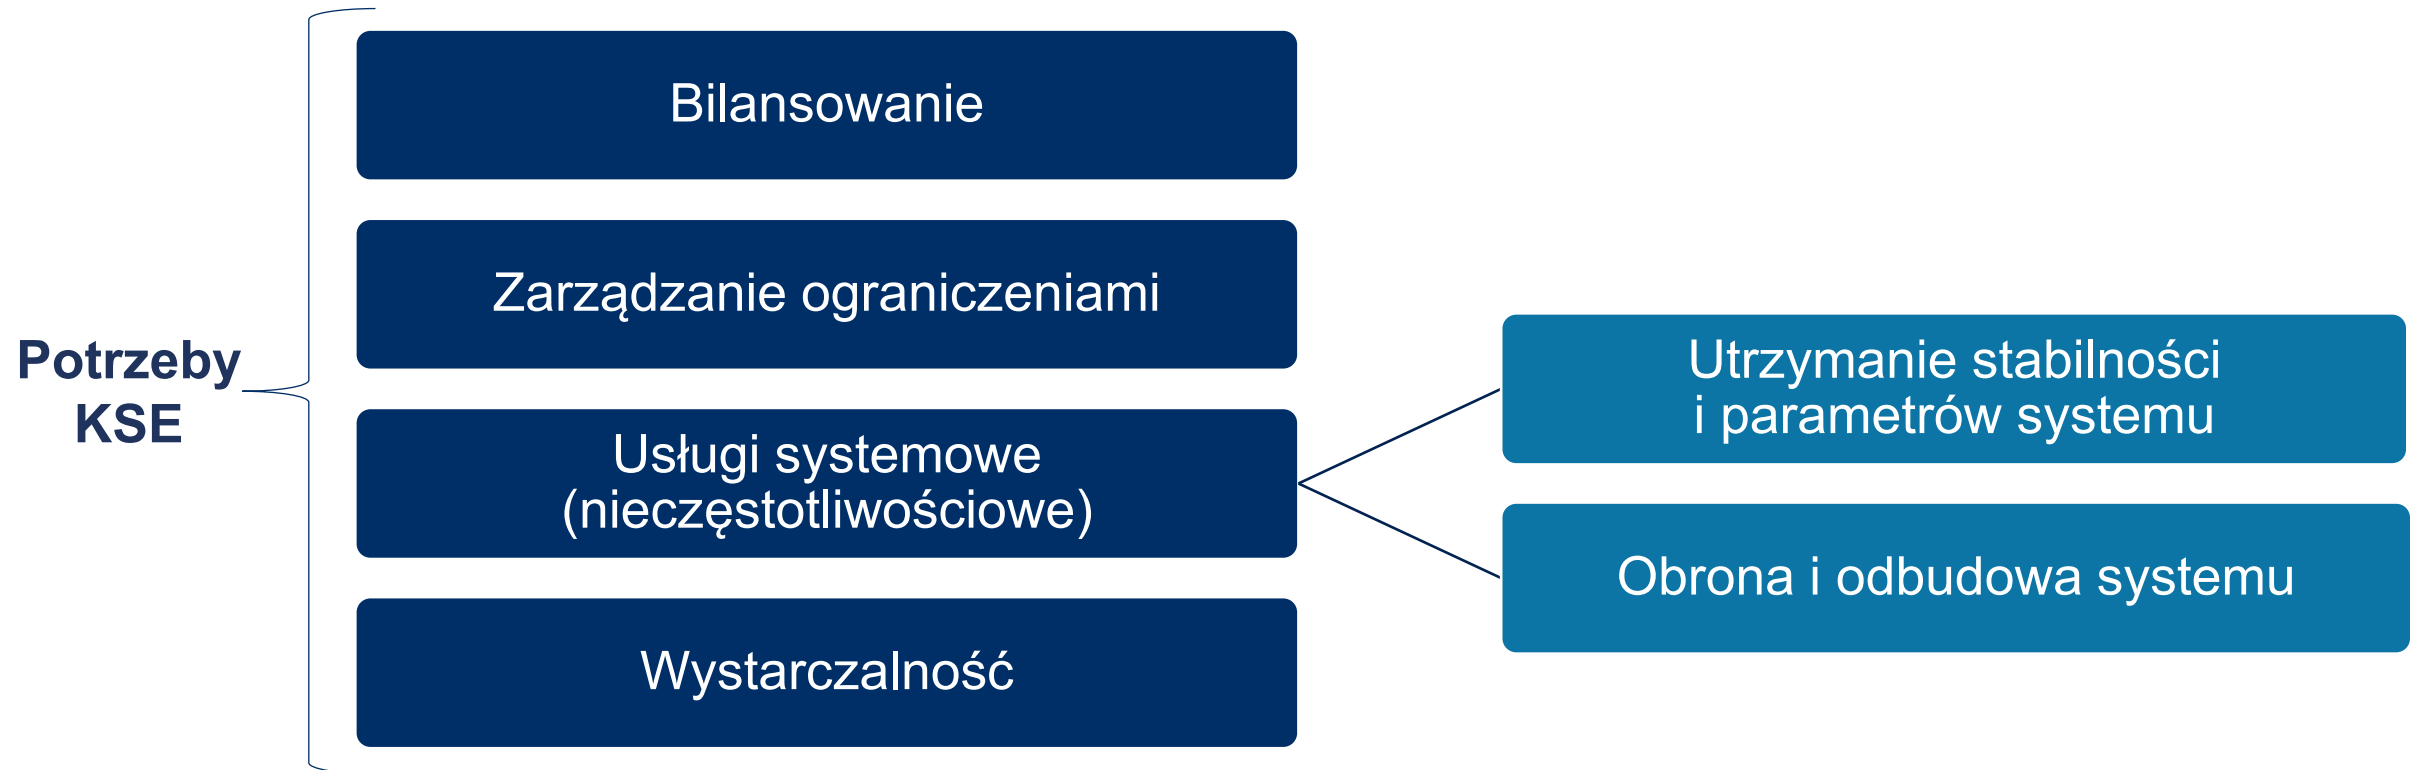 Potrzeby
KSE
Bilansowanie
Zarządzanie ograniczeniami
Usługi systemowe
(nieczęstotliwościowe)
Wystarczalność
Utrzymanie stabilności
i parametrów systemu
Obrona i odbudowa systemu